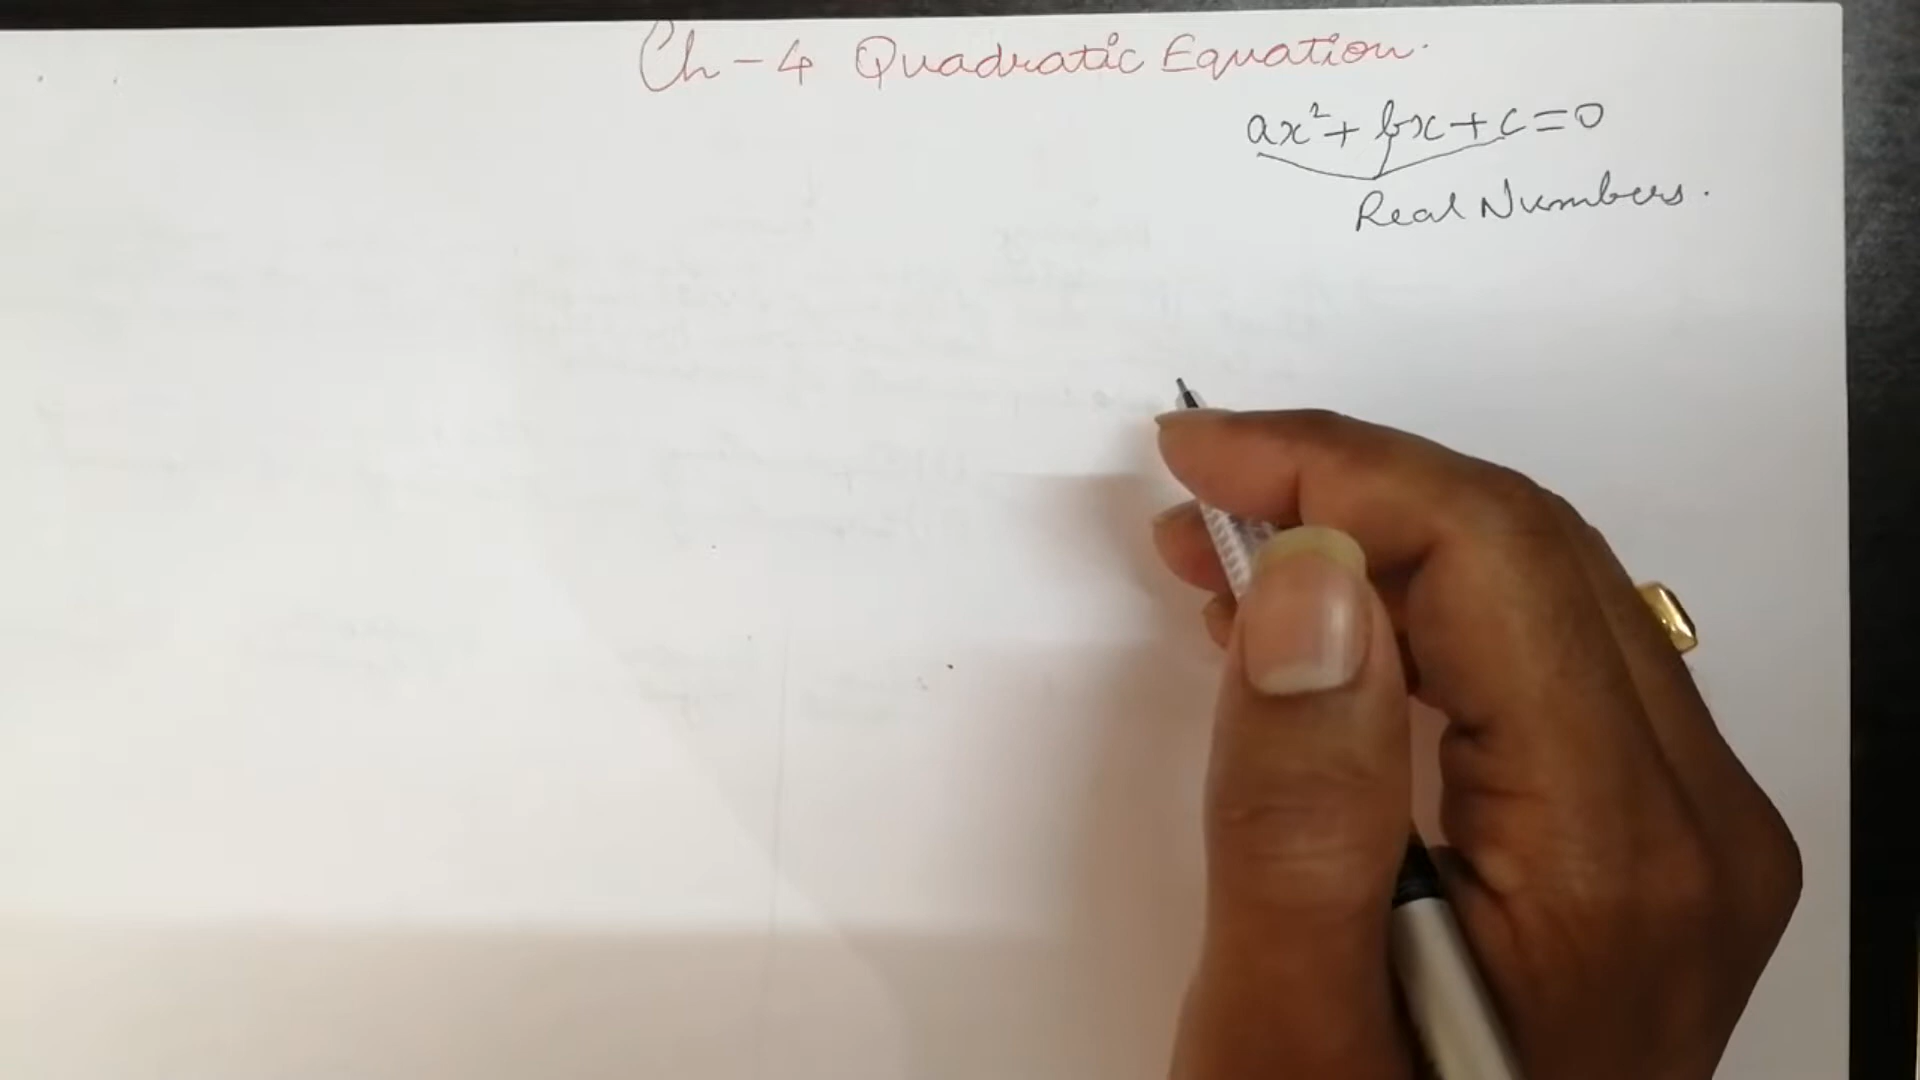 Ch - 4 Quadratic Equation.
ax² + bx + c = 0
Real Numbers.